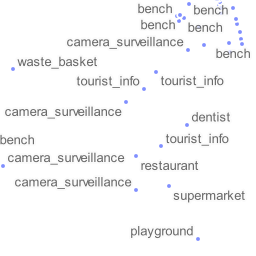 bench
bench
bench
bench
camera_surveillance
bench
waste_basket
tourist_info
tourist_info
camera_surveillance
dentist
bench
tourist_info
camera_surveillance
restaurant
camera_surveillance
supermarket
playground